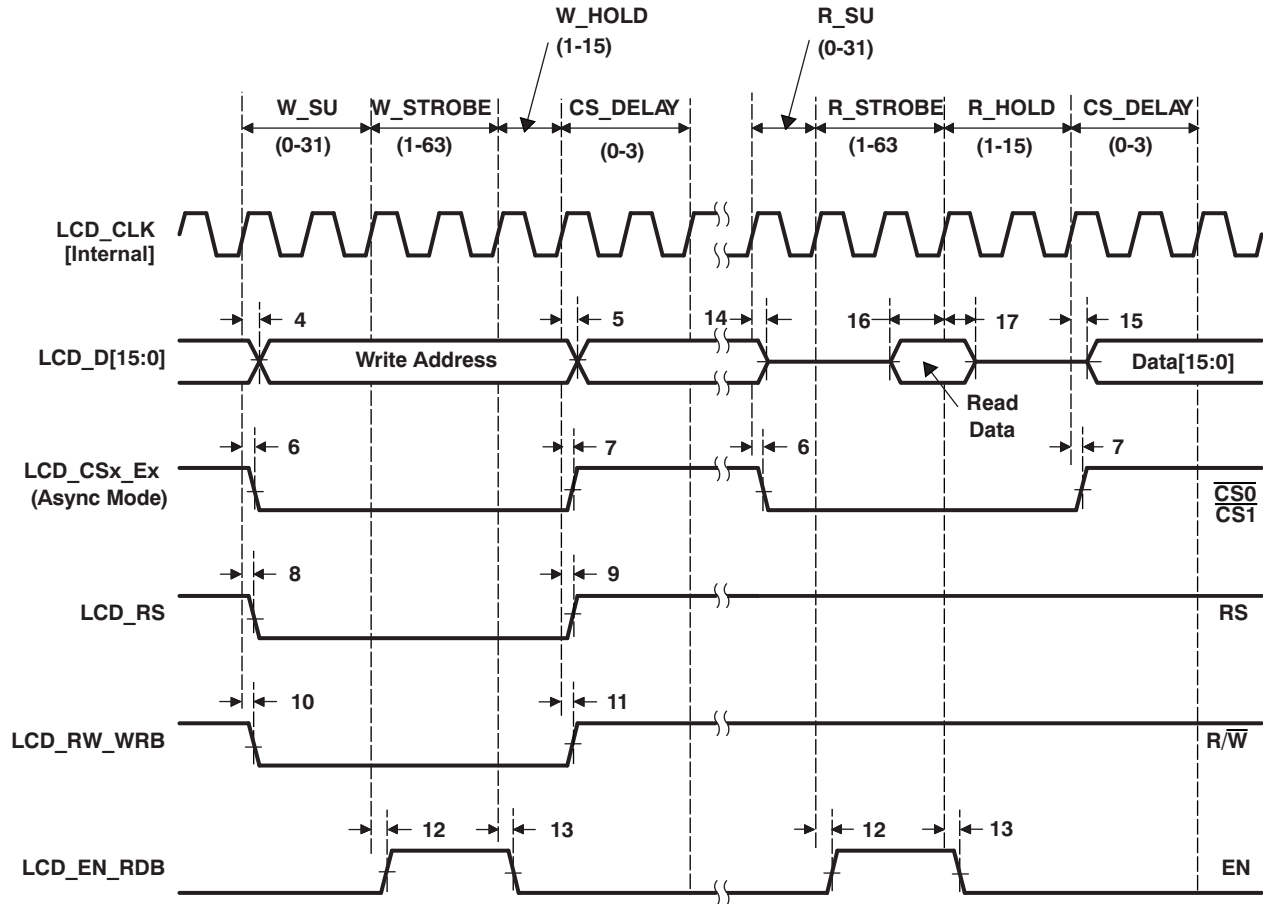 W_HOLD
(1-15)
R_SU
(0-31)
W_SU
(0-31)
W_STROBE
(1-63)
CS_DELAY
(0-3)
R_STROBE
(1-63
R_HOLD
(1-15)
CS_DELAY
(0-3)
LCD_CLK
[Internal]
4
5
14
16
17
15
LCD_D[15:0]
Write Address
Data[15:0]
Read
Data
6
7
6
7
LCD_CSx_Ex
(Async Mode)
CS0
CS1
8
9
LCD_RS
RS
10
11
LCD_RW_WRB
R/W
12
13
12
13
LCD_EN_RDB
EN